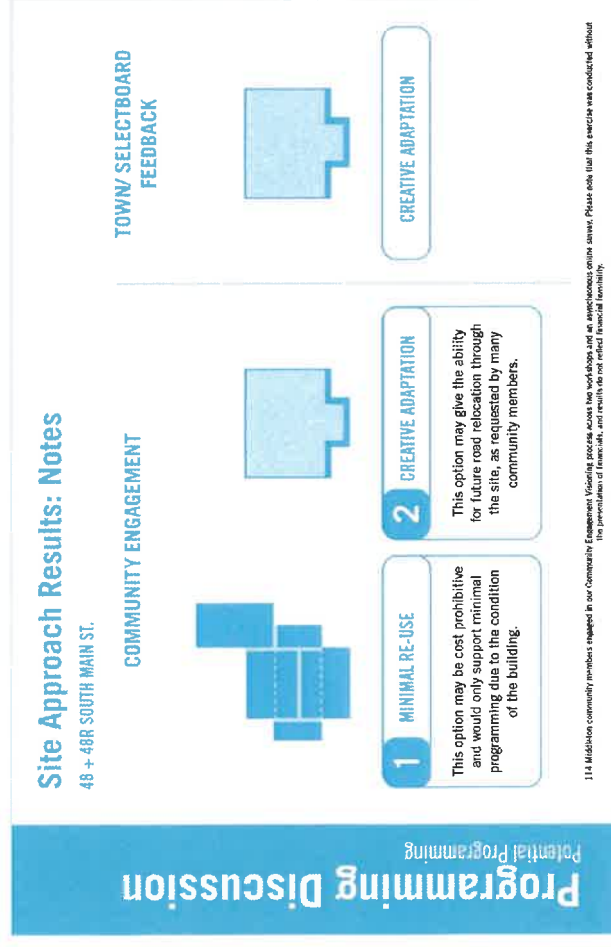 Programming Discussion
Potential Programming
Site Approach Results: Notes
48 + 48R SOUTH MAIN ST.
COMMUNITY ENGAGEMENT
1
MINIMAL RE-USE
This option may be cost prohibitive
and would only support minimal
programming due to the condition
of the building.
2
CREATIVE ADAPTATION
This option may give the ability
for future road relocation through
the site, as requested by many
community members.
TOWN/ SELECTBOARD
FEEDBACK
CREATIVE ADAPTATION
114 Middleton community members engaged in our Community Engagement Visioning process across two workshops and an asynchronous online survey. Please note that this exercise was conducted without
the presentation of financials, and results do not reflect financial feasibility.